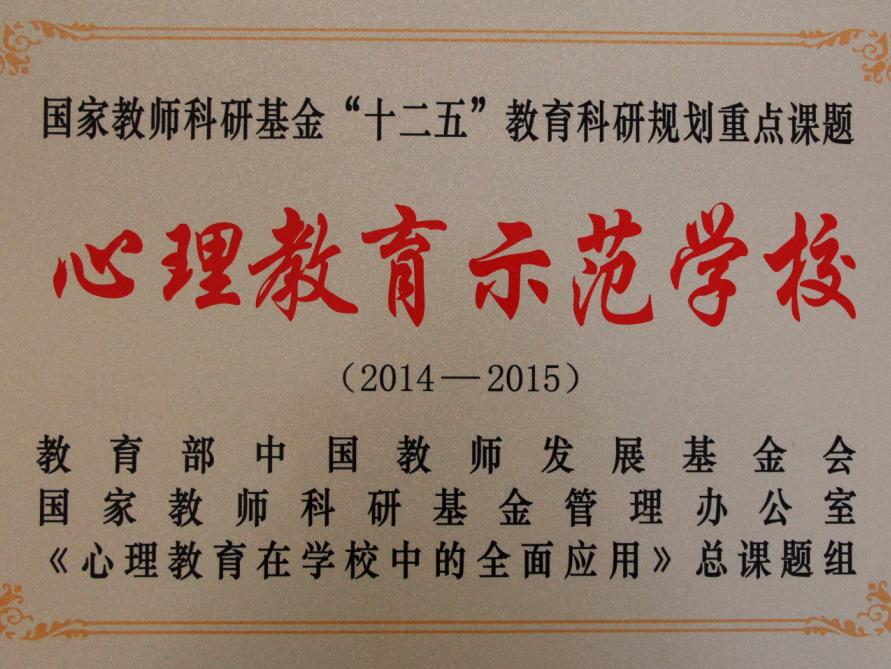 国家教师科研基金“十二五”教育科研规划重点课题
心理教育示范学校
（2014—2015）
教育部中国教师发展基金会
国家教师科研基金管理办公室
《心理教育在学校中的全面应用》总课题组